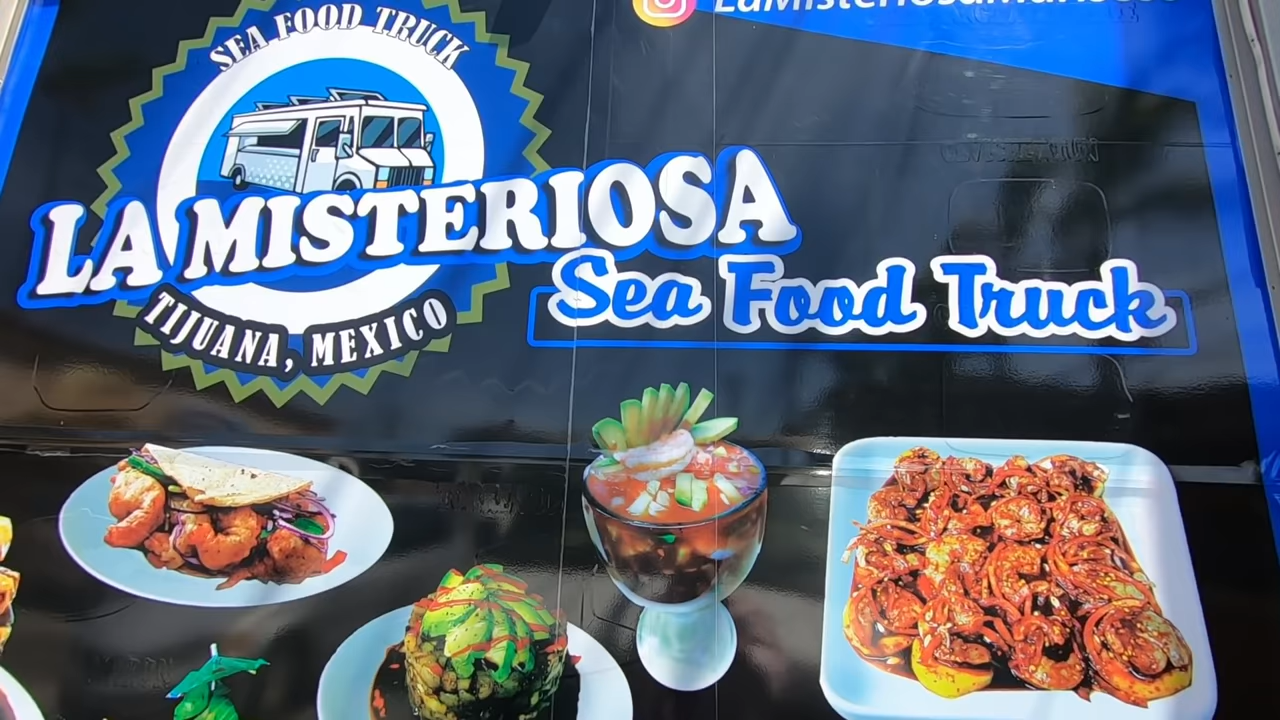 SEA FOOD TRUCK
LA MISTERIOSA
TIJUANA, MEXICO
Sea Food Truck